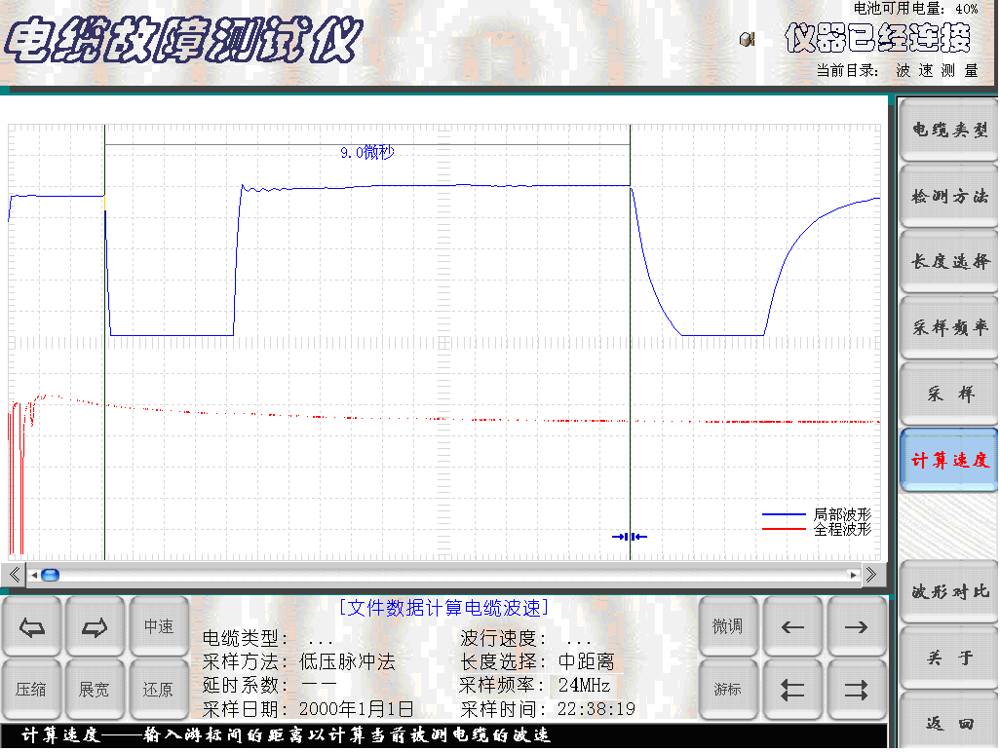 电缆故障测试仪
电池可用电量: 40%
仪器已经连接
当前目录: 波速测量
9.0微秒
局部波形
全程波形
电缆类型
检测方法
长度选择
采样频率
采 样
计算速度
波形对比
关 于
返 回
中速
压缩
展宽
还原
[文件数据计算电缆波速]
电缆类型: ...
波行速度: ...
采样方法: 低压脉冲法
长度选择: 中距离
延时系数: ——
采样频率: 24MHz
采样日期: 2000年1月1日
采样时间: 22:38:19
微调
游标
计算速度——输入游标间的距离以计算当前被测电缆的波速